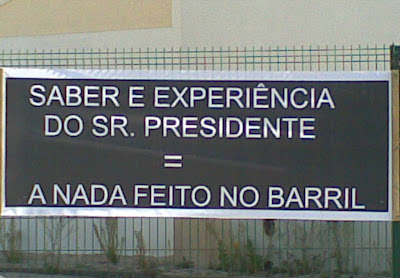 SABER E EXPERIÊNCIA
DO SR. PRESIDENTE
=
A NADA FEITO NO BARRIL